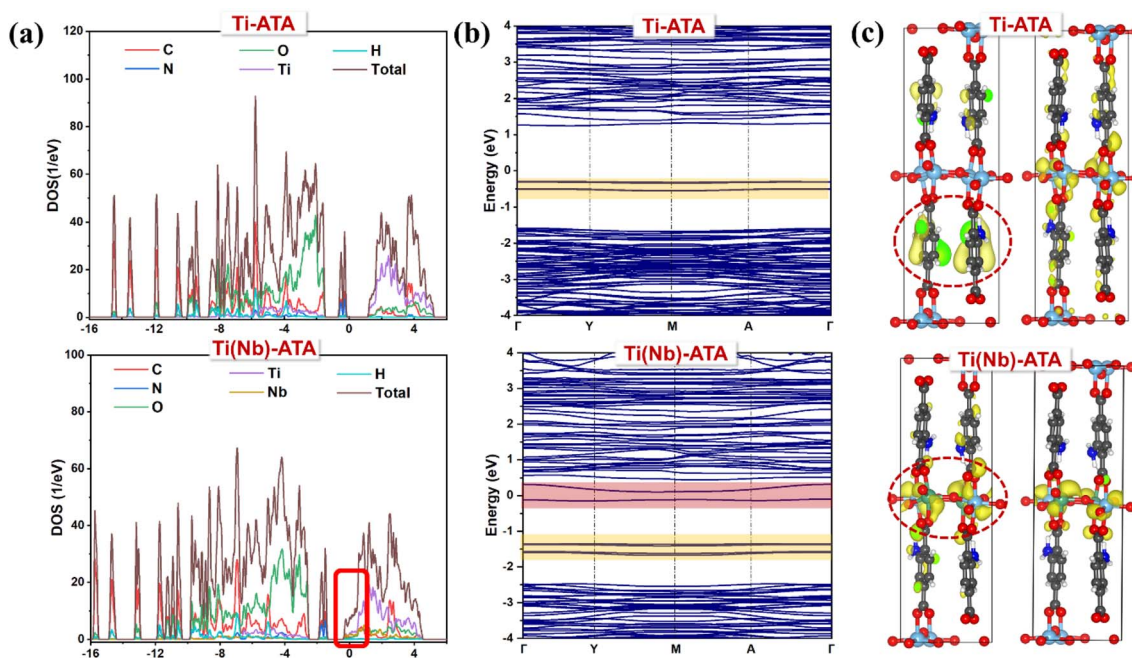 (a)
Ti-ATA
120
100
80
60
40
20
0
DOS(1/eV)
C
O
H
N
Ti
Total
-16
-12
-8
-4
0
4
(b)
Ti-ATA
4
3
2
1
0
-1
-2
-3
-4
Energy (eV)
Γ
Y
M
A
Γ
(c)
Ti-ATA
Ti(Nb)-ATA
100
80
60
40
20
0
DOS (1/eV)
C
Ti
H
N
Nb
Total
O
-16
-12
-8
-4
0
4
Ti(Nb)-ATA
4
3
2
1
0
-1
-2
-3
-4
Energy (eV)
Γ
Y
M
A
Γ
Ti(Nb)-ATA